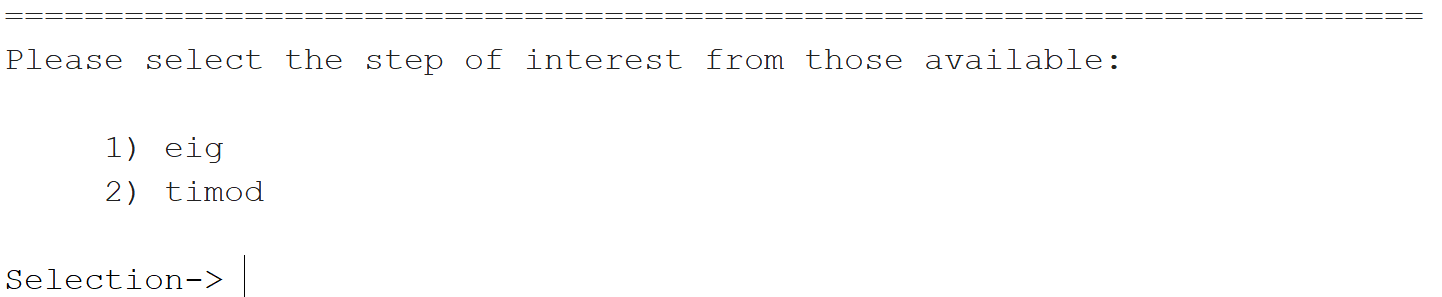 =======================================================================
Please select the step of interest from those available:
1) eig
2) timod
Selection->